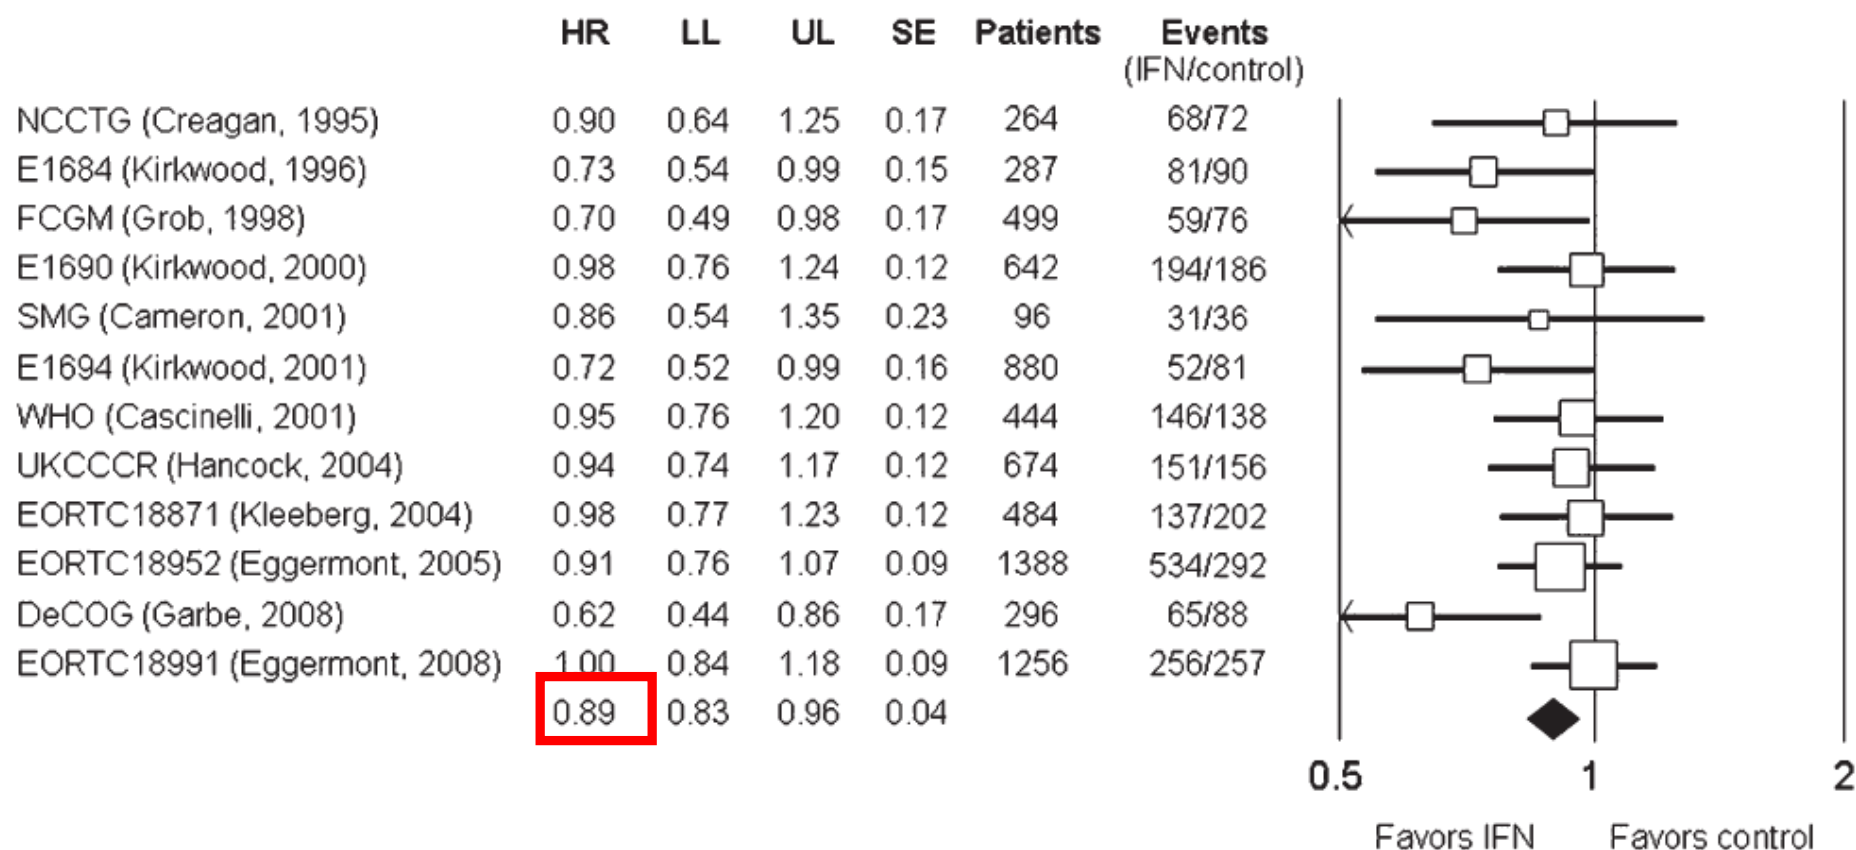 HR LL UL SE Patients Events
(IFN/control)
NCCTG (Creagan, 1995) 0.90 0.64 1.25 0.17 264 68/72
E1684 (Kirkwood, 1996) 0.73 0.54 0.99 0.15 287 81/90
FCGM (Grob, 1998) 0.70 0.49 0.98 0.17 499 59/76
E1690 (Kirkwood, 2000) 0.98 0.76 1.24 0.12 642 194/186
SMG (Cameron, 2001) 0.86 0.54 1.35 0.23 96 31/36
E1694 (Kirkwood, 2001) 0.72 0.52 0.99 0.16 880 52/81
WHO (Cascinelli, 2001) 0.95 0.76 1.20 0.12 444 146/138
UKCCCR (Hancock, 2004) 0.94 0.74 1.17 0.12 674 151/156
EORTC18871 (Kleeberg, 2004) 0.98 0.77 1.23 0.12 484 137/202
EORTC18952 (Eggermont, 2005) 0.91 0.76 1.07 0.09 1388 534/292
DeCOG (Garbe, 2008) 0.62 0.44 0.86 0.17 296 65/88
EORTC18991 (Eggermont, 2008) 1.00 0.84 1.18 0.09 1256 256/257
0.89 0.83 0.96 0.04
0.5 1 2
Favors IFN Favors control